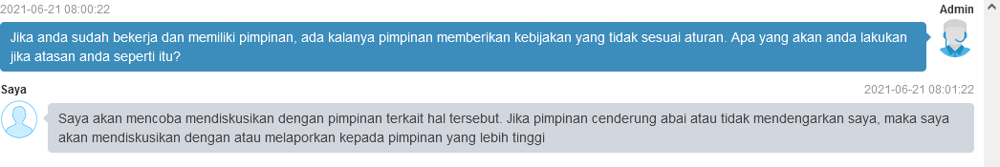 2021-06-21 08:00:22 Admin
Jika anda sudah bekerja dan memiliki pimpinan, ada kalanya pimpinan memberikan kebijakan yang tidak sesuai aturan. Apa yang akan anda lakukan
jika atasan anda seperti itu?
Saya 2021-06-21 08:01:22
Saya akan mencoba mendiskusikan dengan pimpinan terkait hal tersebut. Jika pimpinan cenderung abai atau tidak mendengarkan saya, maka saya
akan mendiskusikan dengan atau melaporkan kepada pimpinan yang lebih tinggi